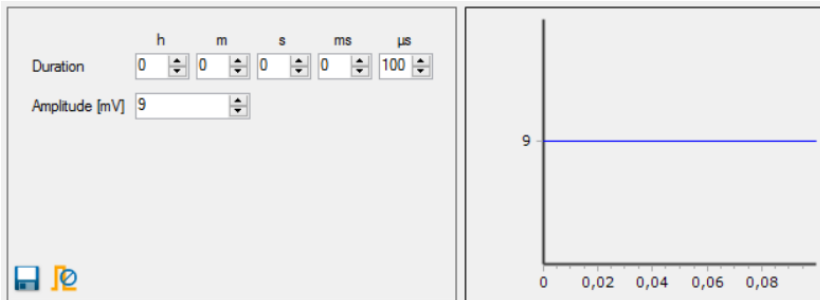 h m s ms µs
Duration 0 0 0 0 100
Amplitude [mV] 9
9
0 0,02 0,04 0,06 0,08